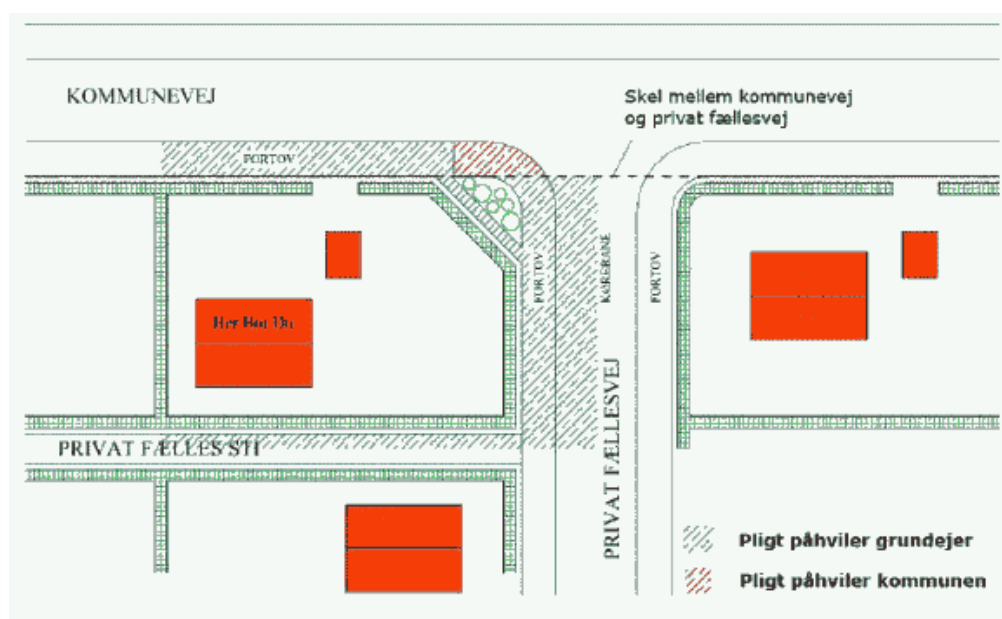 KOMMUNEVEJ
Skel mellem kommunevej
og privat fællesvej
FORTOV
FORTOV
KØREBANE
FORTOV
Her Bor Du
PRIVAT FÆLLES STI
PRIVAT FÆLLESVEJ
Pligt påhviler grundejer
Pligt påhviler kommunen